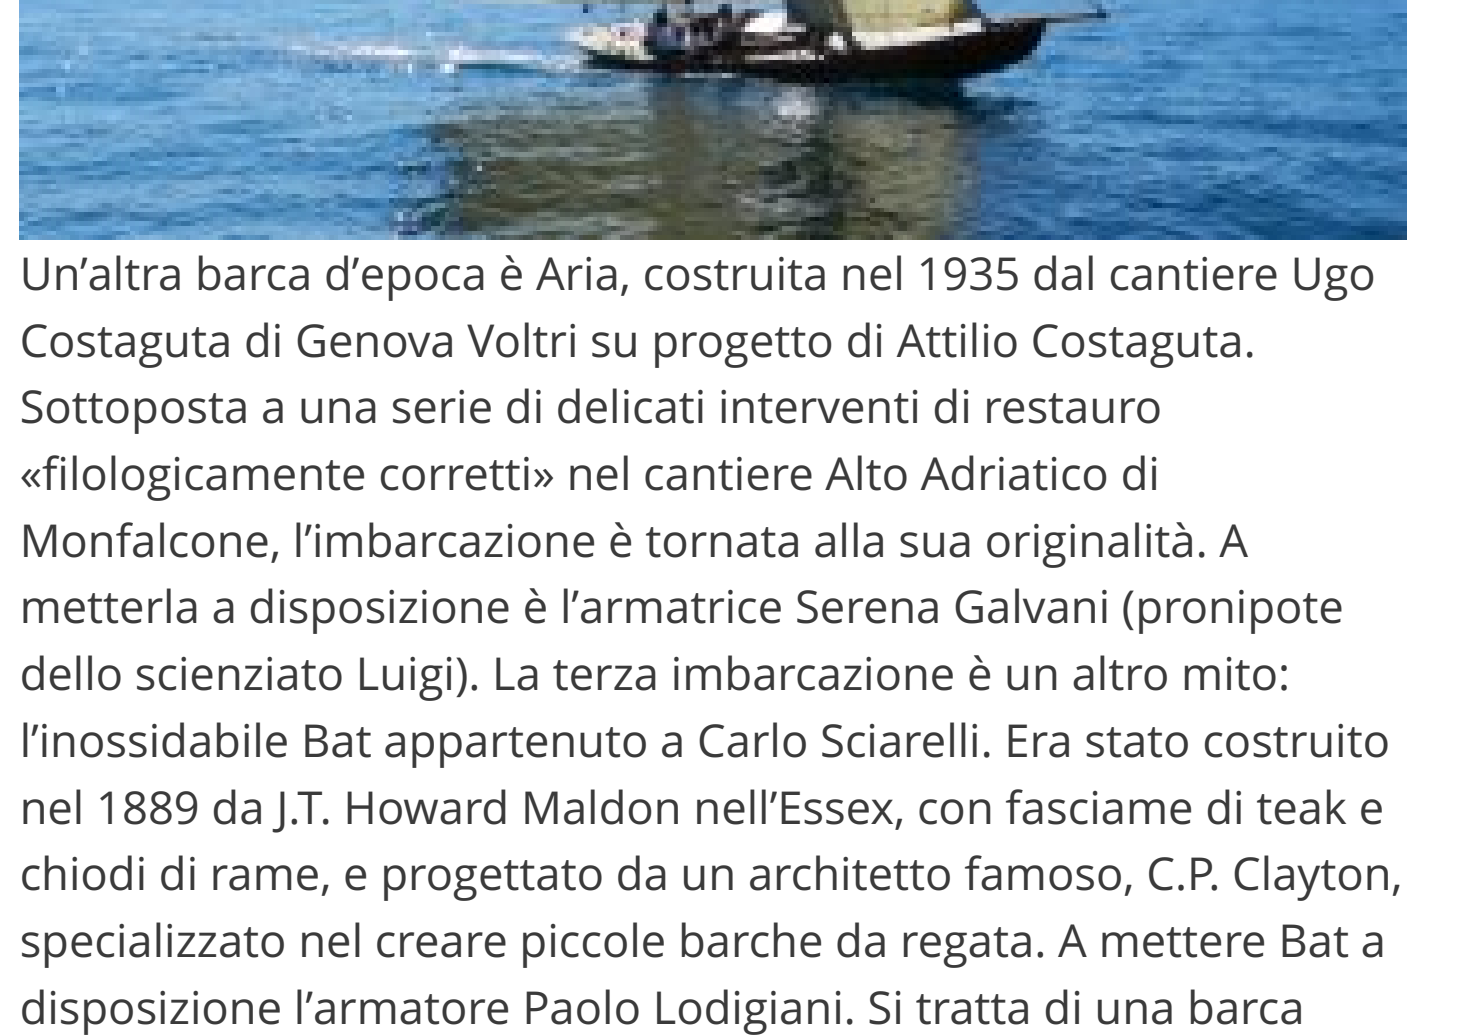 Un’altra barca d’epoca è Aria, costruita nel 1935 dal cantiere Ugo
Costaguta di Genova Voltri su progetto di Attilio Costaguta.
Sottoposta a una serie di delicati interventi di restauro
«filologicamente corretti» nel cantiere Alto Adriatico di
Monfalcone, l’imbarcazione è tornata alla sua originalità. A
metterla a disposizione è l’armatrice Serena Galvani (pronipote
dello scienziato Luigi). La terza imbarcazione è un altro mito:
l’inossidabile Bat appartenuto a Carlo Sciarelli. Era stato costruito
nel 1889 da J.T. Howard Maldon nell’Essex, con fasciame di teak e
chiodi di rame, e progettato da un architetto famoso, C.P. Clayton,
specializzato nel creare piccole barche da regata. A mettere Bat a
disposizione l’armatore Paolo Lodigiani. Si tratta di una barca